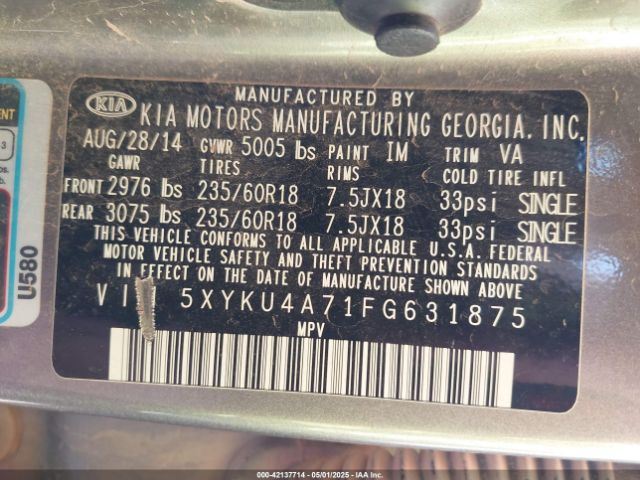 MANUFACTURED BY
KIA KIA MOTORS MANUFACTURING GEORGIA, INC.
AUG/28/14 GVWR 5005 lbs PAINT IM TRIM VA
GAWR TIRES RIMS COLD TIRE INFL
FRONT 2976 lbs 235/60R18 7.5JX18 33psi SINGLE
REAR 3075 lbs 235/60R18 7.5JX18 33psi SINGLE
THIS VEHICLE CONFORMS TO ALL APPLICABLE U.S.A. FEDERAL
MOTOR VEHICLE SAFETY AND THEFT PREVENTION STANDARDS
IN EFFECT ON THE DATE OF MANUFACTURE SHOWN ABOVE
5XYKU4A71FG631875
MPV
U580
000-42137714 - 05/01/2025 - IAA Inc.